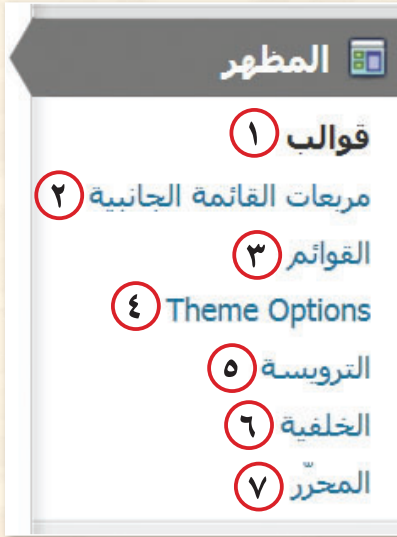 المظهر
قوالب ١
مربعات القائمة الجانبية ٢
القوائم ٣
Theme Options ٤
الترويسة ٥
الخلفية ٦
المحرّر ٧